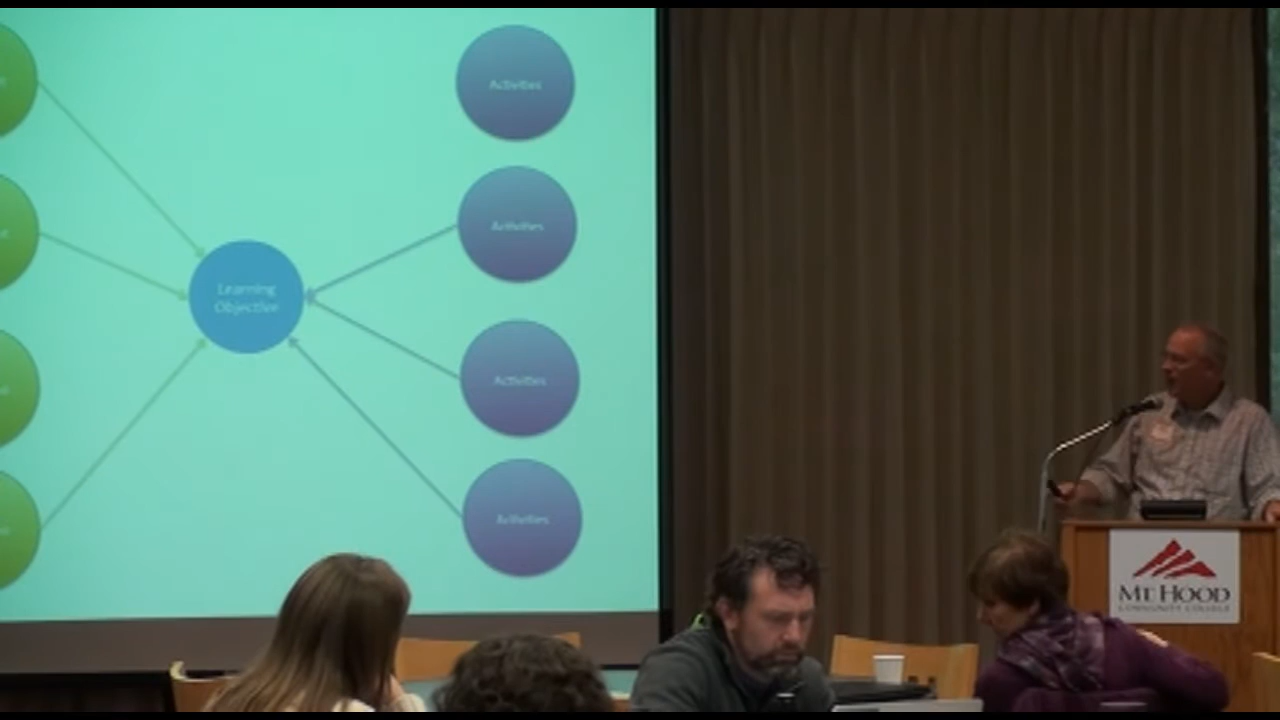 Activities
Activities
Learning
Objective
Activities
Activities
MT. HOOD
COMMUNITY COLLEGE